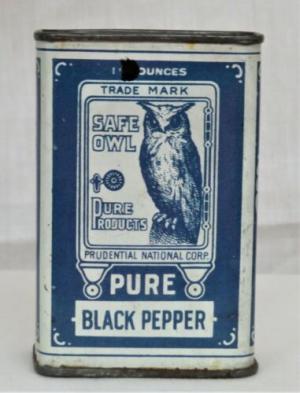 OUNCES
TRADE MARK
SAFE
OWL
PURE
PRODUCTS
PRUDENTIAL NATIONAL CORP.
PURE
BLACK PEPPER